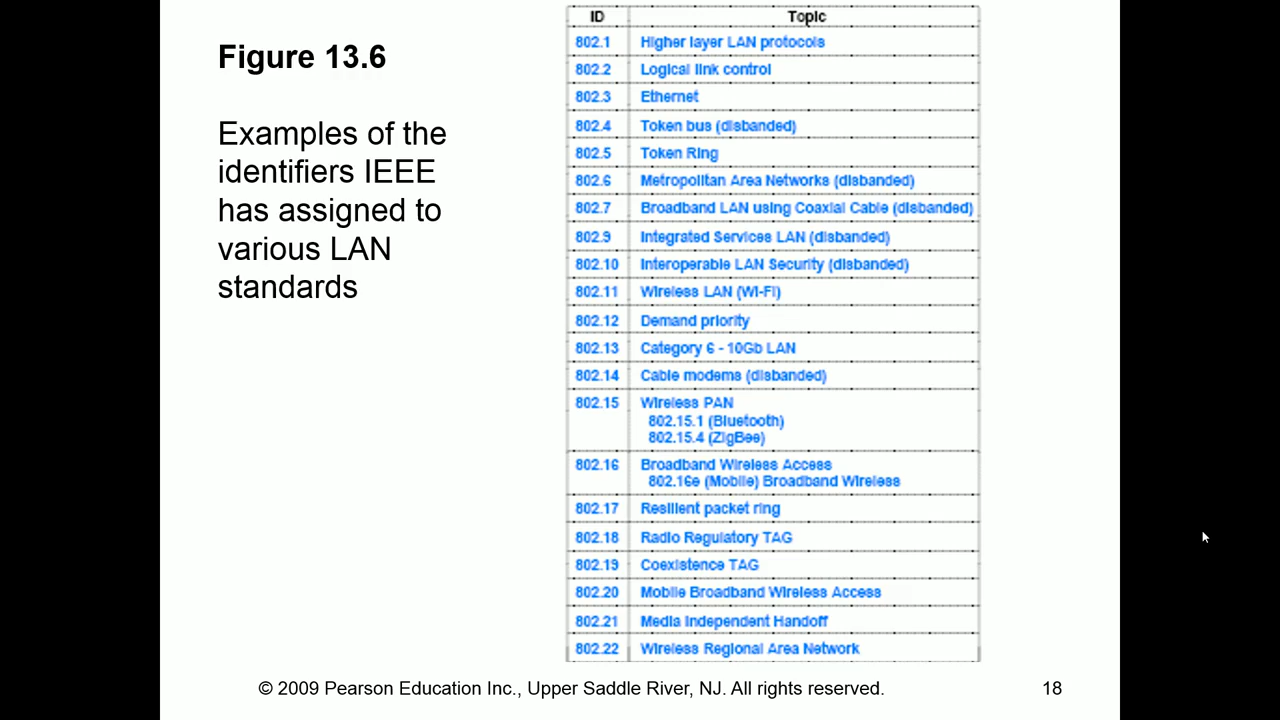 Figure 13.6
Examples of the
identifiers IEEE
has assigned to
various LAN
standards
ID Topic
802.1 Higher layer LAN protocols
802.2 Logical link control
802.3 Ethernet
802.4 Token bus (disbanded)
802.5 Token Ring
802.6 Metropolitan Area Networks (disbanded)
802.7 Broadband LAN using Coaxial Cable (disbanded)
802.9 Integrated Services LAN (disbanded)
802.10 Interoperable LAN Security (disbanded)
802.11 Wireless LAN (Wi-Fi)
802.12 Demand priority
802.13 Category 6 - 10Gb LAN
802.14 Cable modems (disbanded)
802.15 Wireless PAN
802.15.1 (Bluetooth)
802.15.4 (ZigBee)
802.16 Broadband Wireless Access
802.16e (Mobile) Broadband Wireless
802.17 Resilient packet ring
802.18 Radio Regulatory TAG
802.19 Coexistence TAG
802.20 Mobile Broadband Wireless Access
802.21 Media Independent Handoff
802.22 Wireless Regional Area Network
© 2009 Pearson Education Inc., Upper Saddle River, NJ. All rights reserved. 18